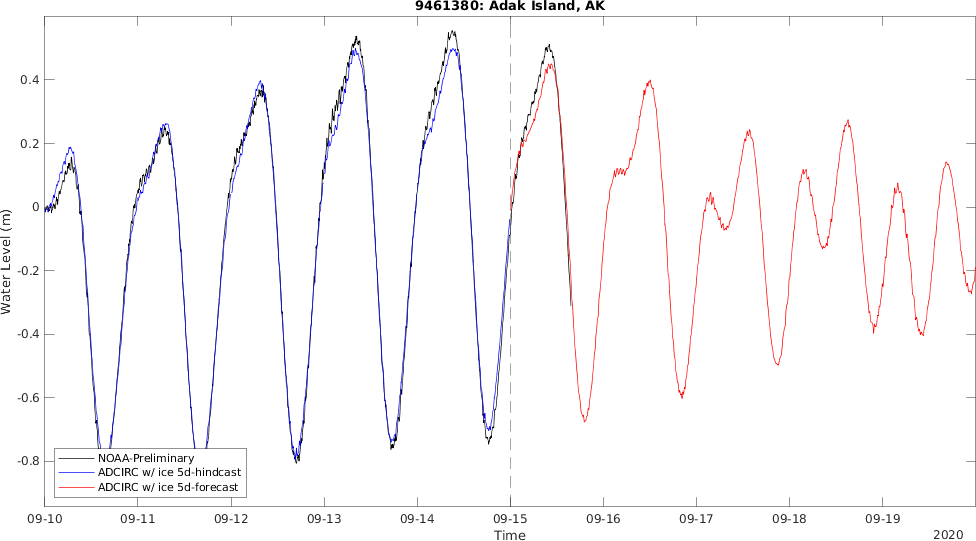 9461380: Adak Island, AK
Water Level (m)
0.4
0.2
0
-0.2
-0.4
-0.6
-0.8
NOAA-Preliminary
ADCIRC w/ ice 5d-hindcast
ADCIRC w/ ice 5d-forecast
09-10 09-11 09-12 09-13 09-14 09-15 09-16 09-17 09-18 09-19
Time
2020